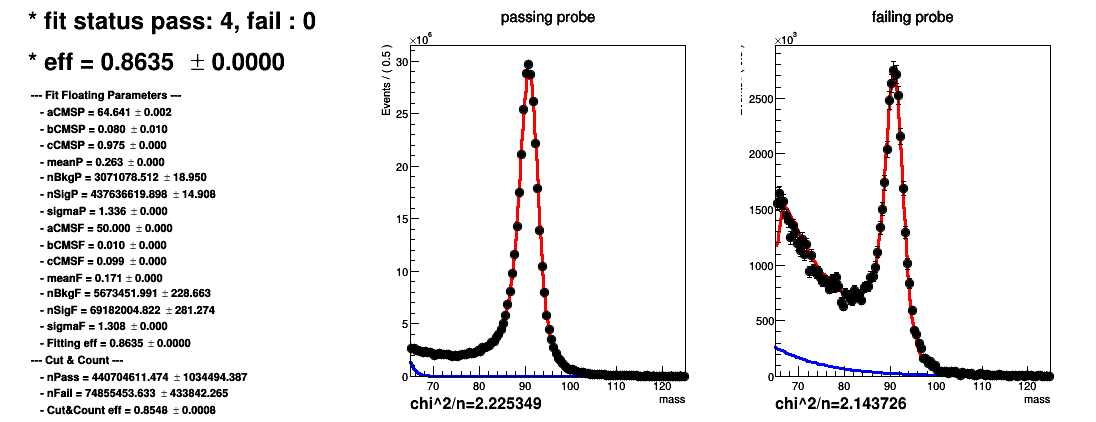 * fit status pass: 4, fail : 0
* eff = 0.8635 ± 0.0000
--- Fit Floating Parameters ---
- aCMSP = 64.641 ± 0.002
- bCMSP = 0.080 ± 0.010
- cCMSP = 0.975 ± 0.000
- meanP = 0.263 ± 0.000
- nBkgP = 3071078.512 ± 18.950
- nSigP = 437636619.898 ± 14.908
- sigmaP = 1.336 ± 0.000
- aCMSF = 50.000 ± 0.000
- bCMSF = 0.010 ± 0.000
- cCMSF = 0.099 ± 0.000
- meanF = 0.171 ± 0.000
- nBkgF = 5673451.991 ± 228.663
- nSigF = 69182004.822 ± 281.274
- sigmaF = 1.308 ± 0.000
- Fitting eff = 0.8635 ± 0.0000
--- Cut & Count ---
- nPass = 440704611.474 ± 1034494.387
- nFail = 74855453.633 ± 433842.265
- Cut&Count eff = 0.8548 ± 0.0008
passing probe
×10^6
Events / ( 0.5 )
30
25
20
15
10
5
0
70 80 90 100 110 120
mass
chi^2/n=2.225349
failing probe
×10^3
2500
2000
1500
1000
500
0
70 80 90 100 110 120
mass
chi^2/n=2.143726